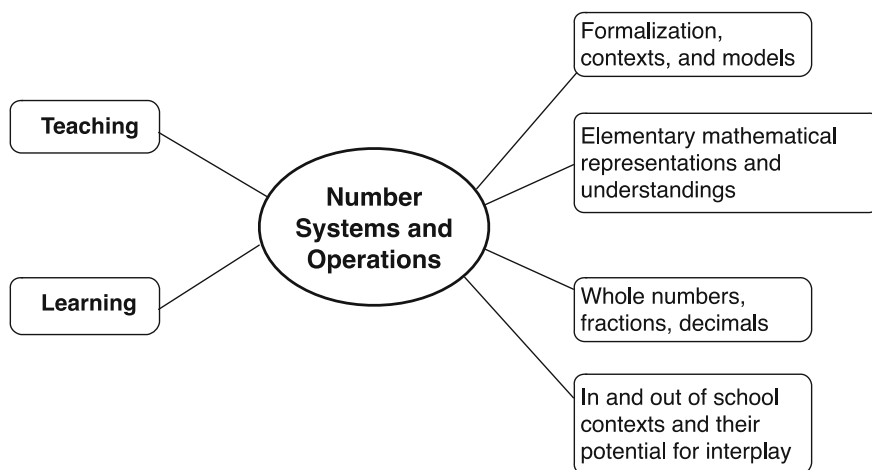 Teaching
Learning
Number
Systems and
Operations
Formalization,
contexts, and models
Elementary mathematical
representations and
understandings
Whole numbers,
fractions, decimals
In and out of school
contexts and their
potential for interplay